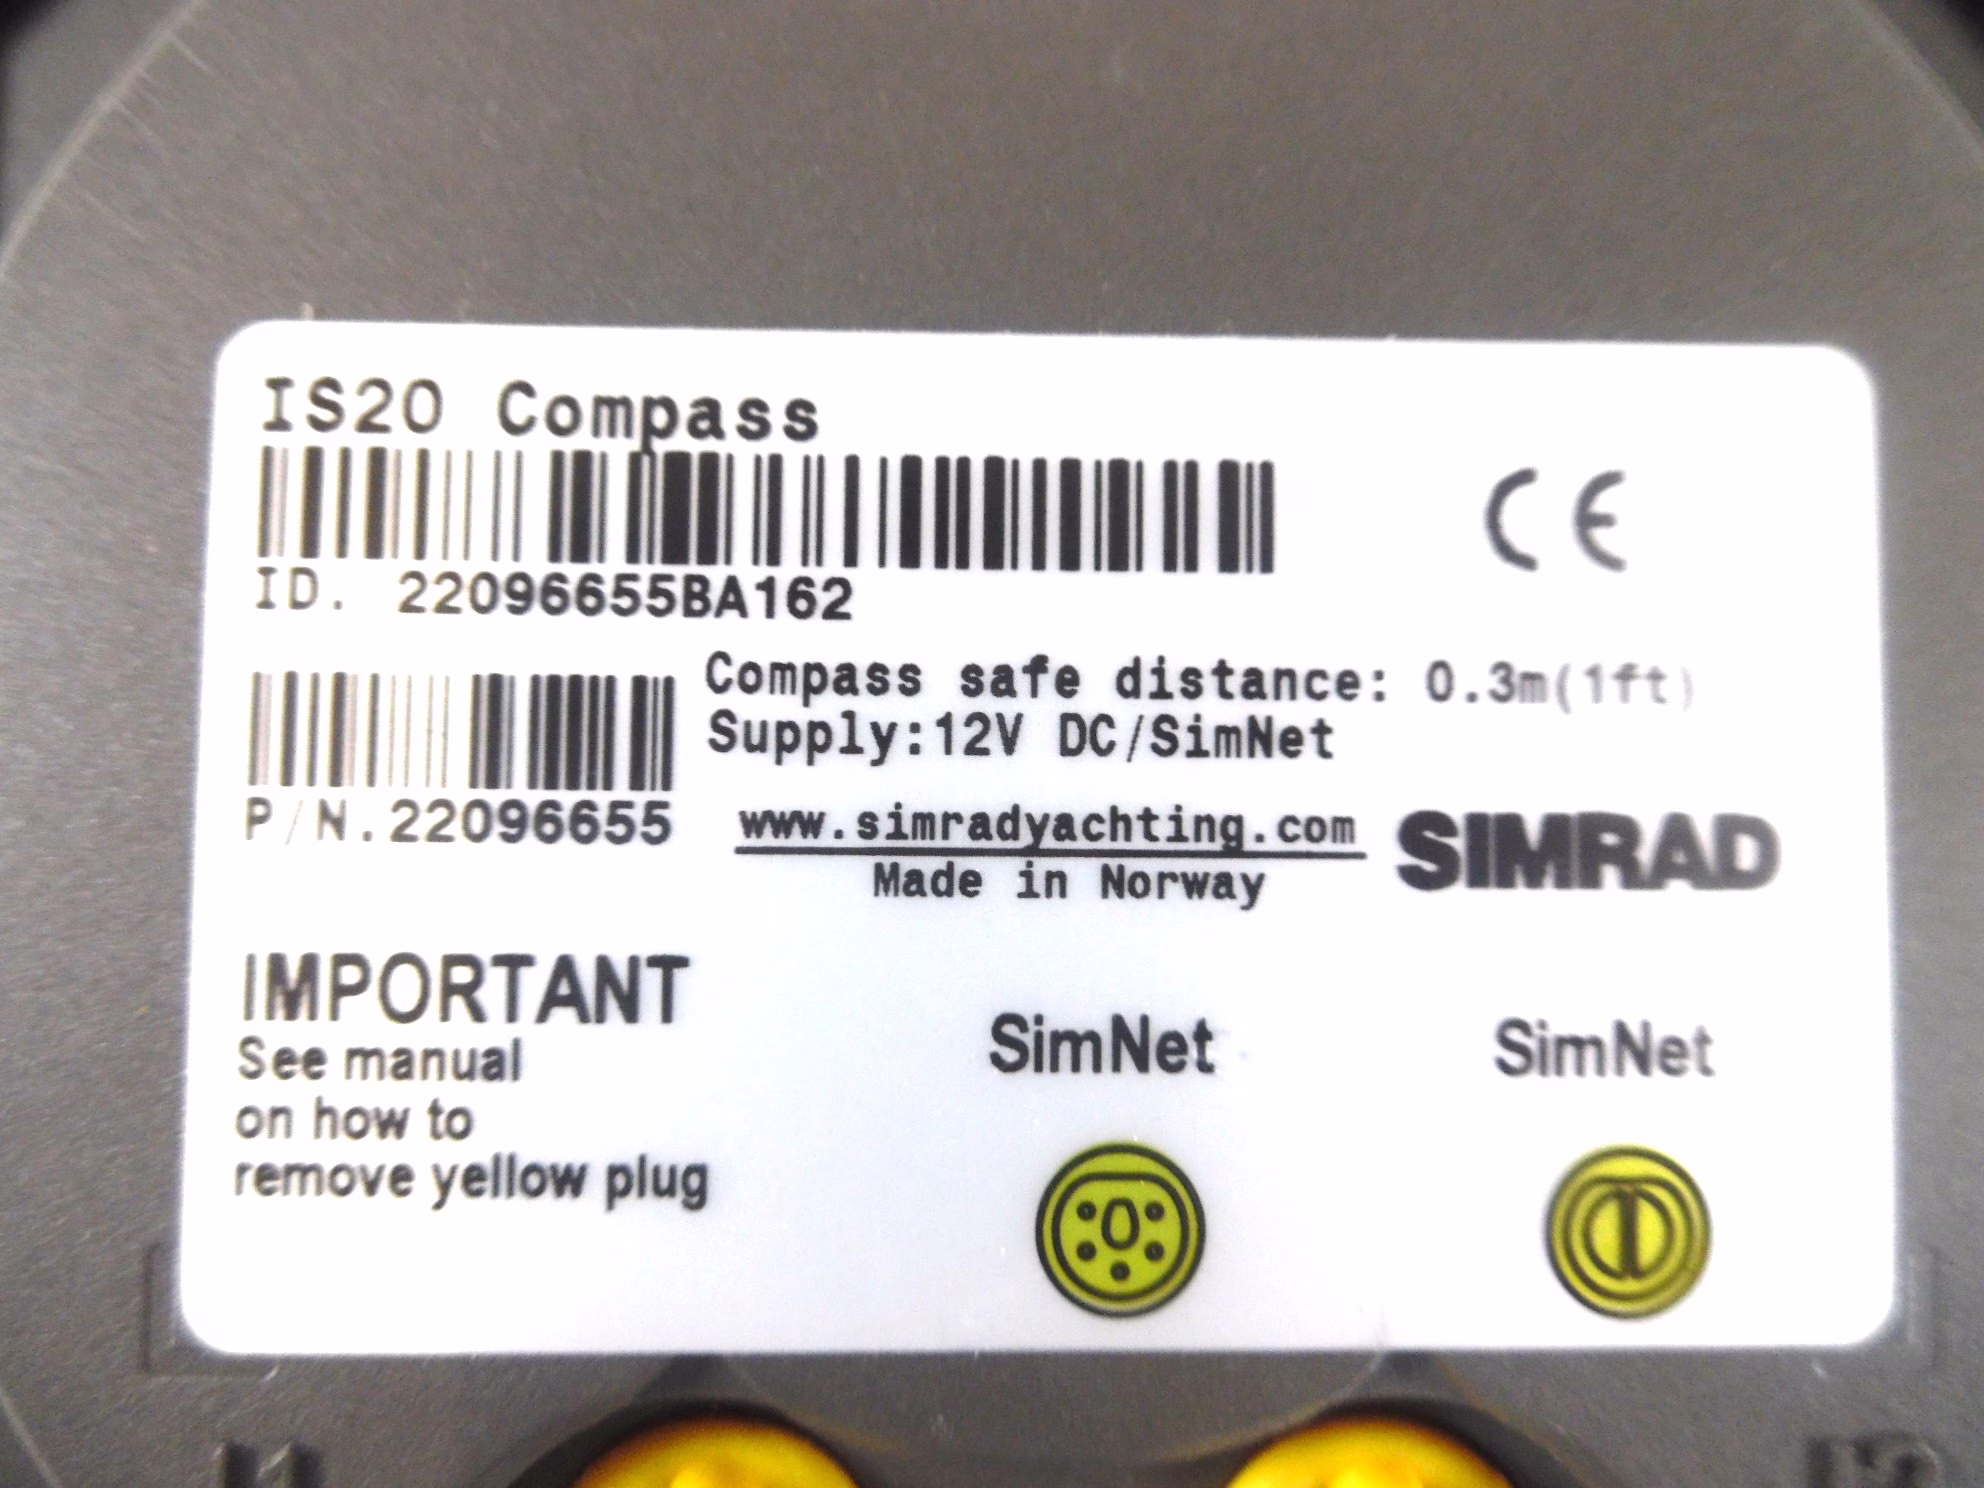 IS20 Compass
CE
ID. 22096655BA162
Compass safe distance: 0.3m(1ft)
Supply:12V DC/SimNet
P/N.22096655
www.simradyachting.com
SIMRAD
Made in Norway
IMPORTANT
See manual
on how to
remove yellow plug
SimNet
SimNet